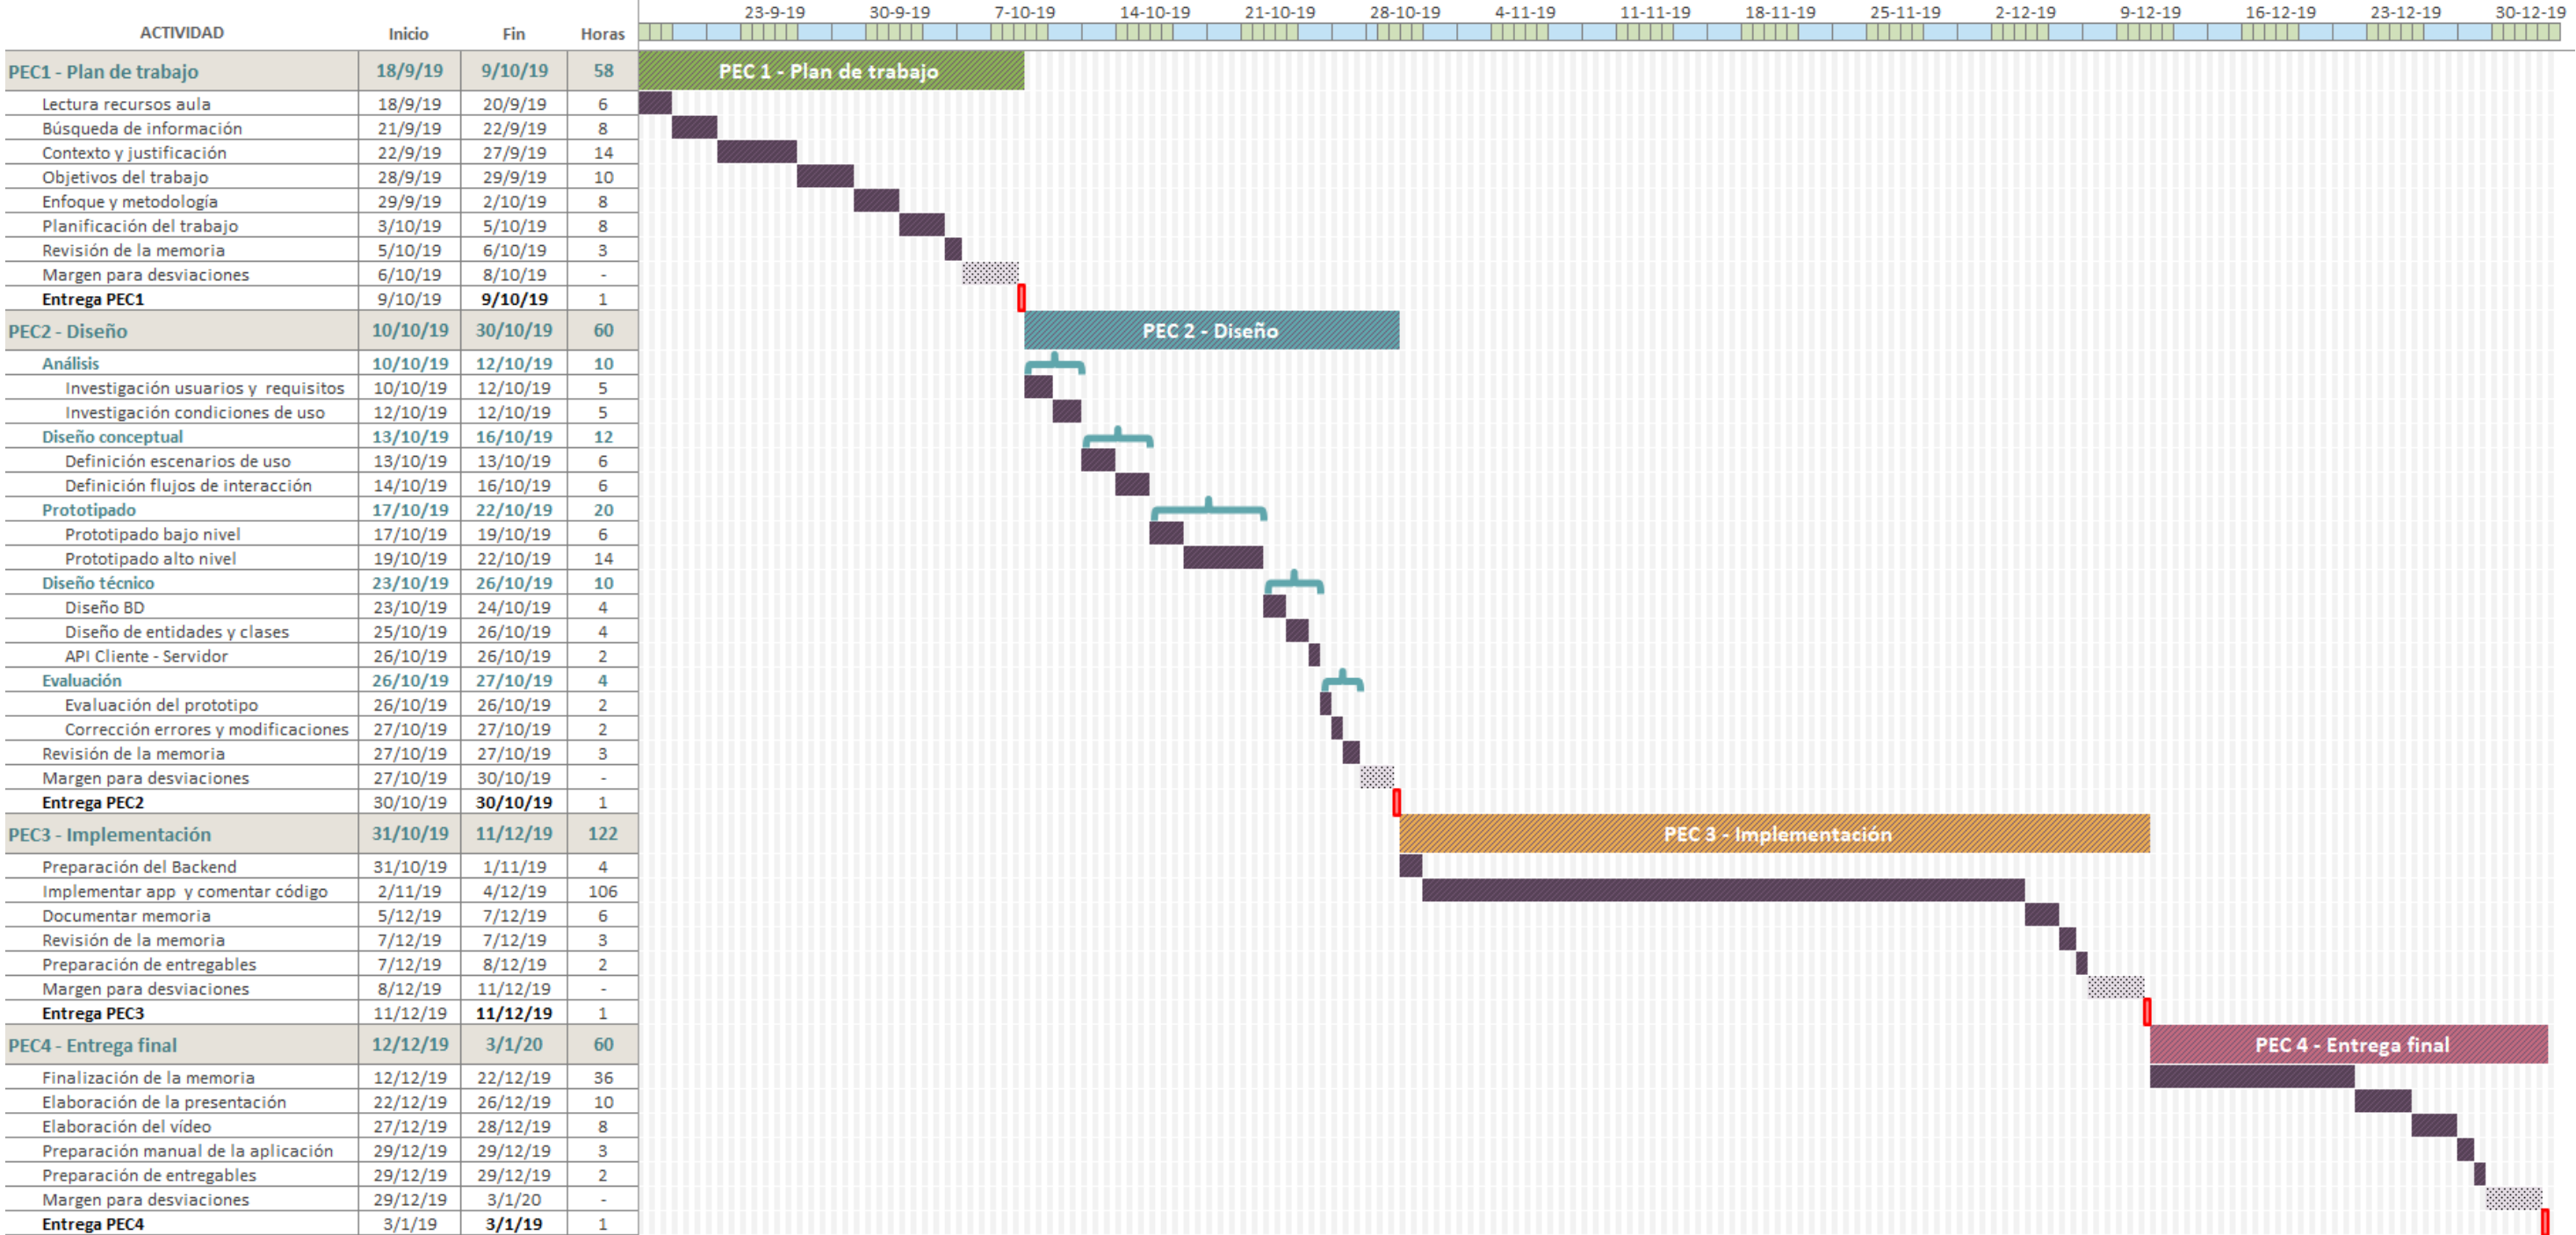 23-9-19 30-9-19 7-10-19 14-10-19 21-10-19 28-10-19 4-11-19 11-11-19 18-11-19 25-11-19 2-12-19 9-12-19 16-12-19 23-12-19 30-12-19
ACTIVIDAD Inicio Fin Horas
PEC1 - Plan de trabajo 18/9/19 9/10/19 58 PEC 1 - Plan de trabajo
Lectura recursos aula 18/9/19 20/9/19 6
Búsqueda de información 21/9/19 22/9/19 8
Contexto y justificación 22/9/19 27/9/19 14
Objetivos del trabajo 28/9/19 29/9/19 10
Enfoque y metodología 29/9/19 2/10/19 8
Planificación del trabajo 3/10/19 5/10/19 8
Revisión de la memoria 5/10/19 6/10/19 3
Margen para desviaciones 6/10/19 8/10/19 -
Entrega PEC1 9/10/19 9/10/19 1
PEC2 - Diseño 10/10/19 30/10/19 60 PEC 2 - Diseño
Análisis 10/10/19 12/10/19 10
Investigación usuarios y requisitos 10/10/19 12/10/19 5
Investigación condiciones de uso 12/10/19 12/10/19 5
Diseño conceptual 13/10/19 16/10/19 12
Definición escenarios de uso 13/10/19 13/10/19 6
Definición flujos de interacción 14/10/19 16/10/19 6
Prototipado 17/10/19 22/10/19 20
Prototipado bajo nivel 17/10/19 19/10/19 6
Prototipado alto nivel 19/10/19 22/10/19 14
Diseño técnico 23/10/19 26/10/19 10
Diseño BD 23/10/19 24/10/19 4
Diseño de entidades y clases 25/10/19 26/10/19 4
API Cliente - Servidor 26/10/19 26/10/19 2
Evaluación 26/10/19 27/10/19 4
Evaluación del prototipo 26/10/19 26/10/19 2
Corrección errores y modificaciones 27/10/19 27/10/19 2
Revisión de la memoria 27/10/19 27/10/19 3
Margen para desviaciones 27/10/19 30/10/19 -
Entrega PEC2 30/10/19 30/10/19 1
PEC3 - Implementación 31/10/19 11/12/19 122 PEC 3 - Implementación
Preparación del Backend 31/10/19 1/11/19 4
Implementar app y comentar código 2/11/19 4/12/19 106
Documentar memoria 5/12/19 7/12/19 6
Revisión de la memoria 7/12/19 7/12/19 3
Preparación de entregables 7/12/19 8/12/19 2
Margen para desviaciones 8/12/19 11/12/19 -
Entrega PEC3 11/12/19 11/12/19 1
PEC4 - Entrega final 12/12/19 3/1/20 60 PEC 4 - Entrega final
Finalización de la memoria 12/12/19 22/12/19 36
Elaboración de la presentación 22/12/19 26/12/19 10
Elaboración del vídeo 27/12/19 28/12/19 8
Preparación manual de la aplicación 29/12/19 29/12/19 3
Preparación de entregables 29/12/19 29/12/19 2
Margen para desviaciones 29/12/19 3/1/20 -
Entrega PEC4 3/1/19 3/1/19 1